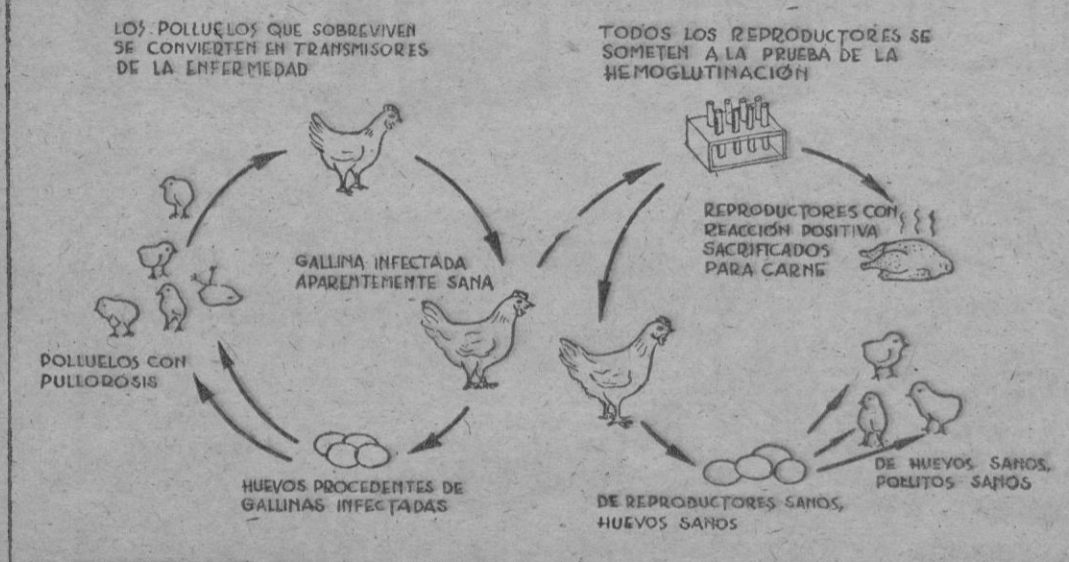 LOS POLLUELOS QUE SOBREVIVEN
SE CONVIERTEN EN TRANSMISORES
DE LA ENFERMEDAD
TODOS LOS REPRODUCTORES SE
SOMETEN A LA PRUEBA DE LA
HEMOGLUTINACIÓN
REPRODUCTORES CON
REACCIÓN POSITIVA
SACRIFICADOS
PARA CARNE
GALLINA INFECTADA
APARENTEMENTE SANA
POLLUELOS CON
PULLOROSIS
HUEVOS PROCEDENTES DE
GALLINAS INFECTADAS
DE REPRODUCTORES SANOS,
HUEVOS SANOS
DE HUEVOS SANOS,
POLLITOS SANOS